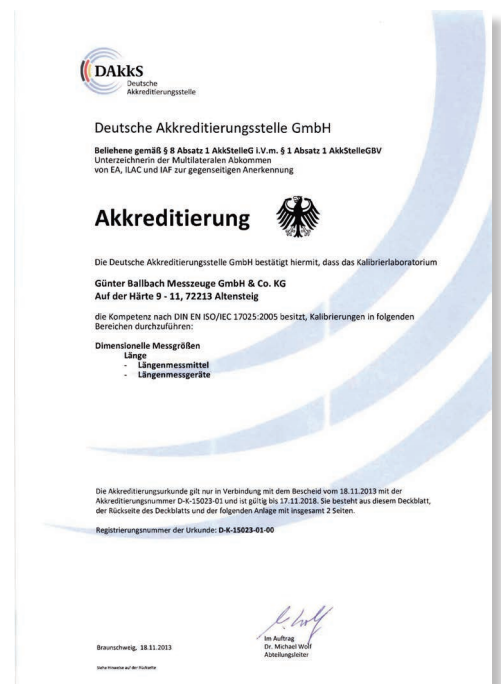 DAkkS
Deutsche
Akkreditierungsstelle
Deutsche Akkreditierungsstelle GmbH
Beliehene gemäß § 8 Absatz 1 AkkStelleG i.V.m. § 1 Absatz 1 AkkStelleGBV
Unterzeichnerin der Multilateralen Abkommen
von EA, ILAC und IAF zur gegenseitigen Anerkennung
Akkreditierung
Die Deutsche Akkreditierungsstelle GmbH bestätigt hiermit, dass das Kalibrierlaboratorium
Günter Ballbach Messzeuge GmbH & Co. KG
Auf der Härte 9 - 11, 72213 Altensteig
die Kompetenz nach DIN EN ISO/IEC 17025:2005 besitzt, Kalibrierungen in folgenden
Bereichen durchzuführen:
Dimensionelle Messgrößen
Länge
- Längenmessmittel
- Längenmessgeräte
Die Akkreditierungsurkunde gilt nur in Verbindung mit dem Bescheid vom 18.11.2013 mit der
Akkreditierungsnummer D-K-15023-01 und ist gültig bis 17.11.2018. Sie besteht aus diesem Deckblatt,
der Rückseite des Deckblatts und der folgenden Anlage mit insgesamt 2 Seiten.
Registrierungsnummer der Urkunde: D-K-15023-01-00
Im Auftrag
Braunschweig, 18.11.2013
Dr. Michael Wolf
Abteilungsleiter
Siehe Hinweise auf der Rückseite